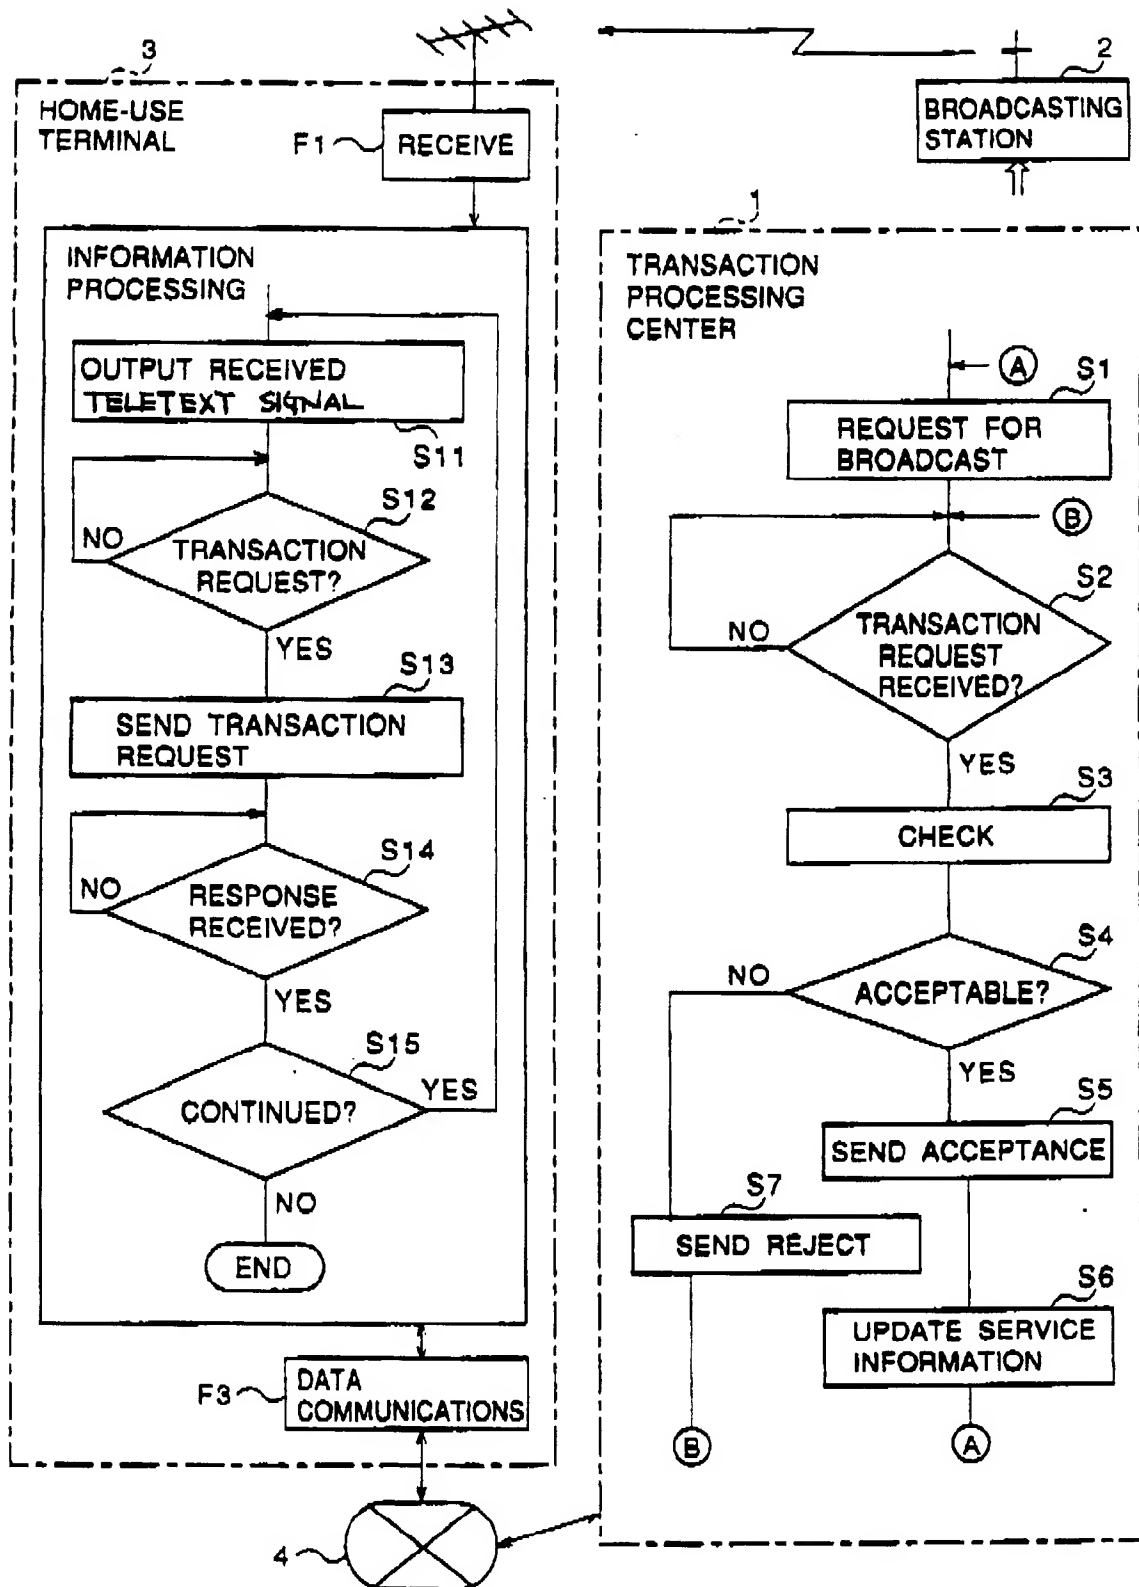 3
HOME-USE
TERMINAL
F1
RECEIVE
2
BROADCASTING
STATION
INFORMATION
PROCESSING
OUTPUT RECEIVED
TELETEXT SIGNAL
S11
S12
NO
TRANSACTION
REQUEST?
YES
S13
SEND TRANSACTION
REQUEST
S14
NO
RESPONSE
RECEIVED?
YES
S15
YES
CONTINUED?
NO
END
F3
DATA
COMMUNICATIONS
4
1
TRANSACTION
PROCESSING
CENTER
A
S1
REQUEST FOR
BROADCAST
B
S2
NO
TRANSACTION
REQUEST
RECEIVED?
YES
S3
CHECK
S4
NO
ACCEPTABLE?
YES
S5
SEND ACCEPTANCE
S7
SEND REJECT
S6
UPDATE SERVICE
INFORMATION
B
A